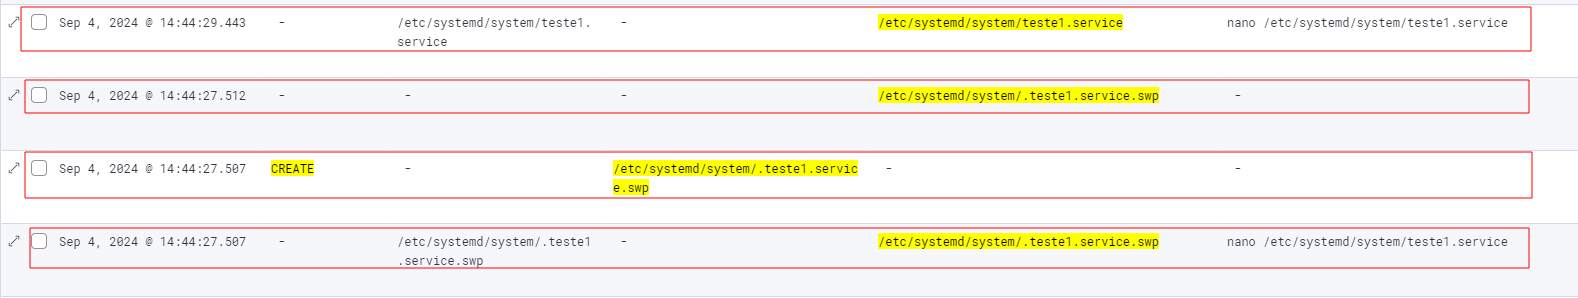 Sep 4, 2024 @ 14:44:29.443 - /etc/systemd/system/teste1. - /etc/systemd/system/teste1.service nano /etc/systemd/system/teste1.service
service
Sep 4, 2024 @ 14:44:27.512 - - - /etc/systemd/system/.teste1.service.swp -
Sep 4, 2024 @ 14:44:27.507 CREATE - /etc/systemd/system/.teste1.servic - -
e.swp
Sep 4, 2024 @ 14:44:27.507 - /etc/systemd/system/.teste1 - /etc/systemd/system/.teste1.service.swp nano /etc/systemd/system/teste1.service
.service.swp